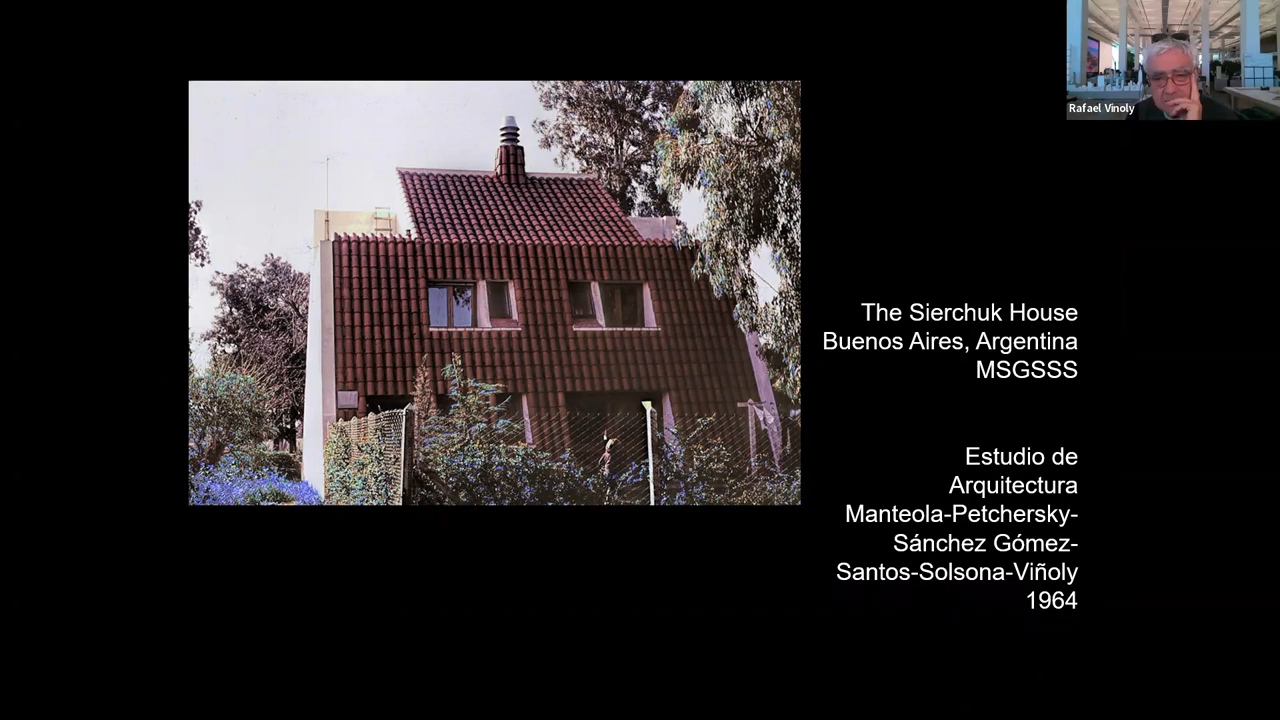 Rafael Vinoly
The Sierchuk House
Buenos Aires, Argentina
MSGSSS
Estudio de
Arquitectura
Manteola-Petchersky-
Sánchez Gómez-
Santos-Solsona-Viñoly
1964